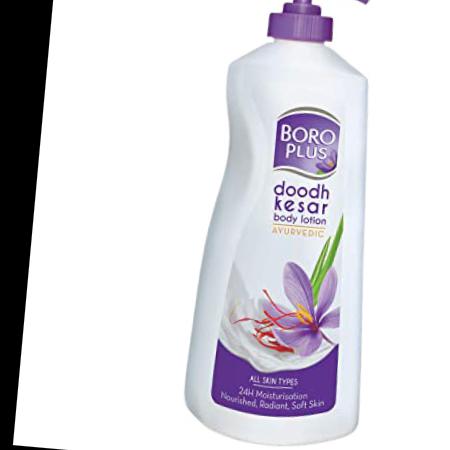 BORO
PLUS
doodh
kesar
body lotion
AYURVEDIC
ALL SKIN TYPES
24H Moisturisation
Nourished, Radiant, Soft Skin